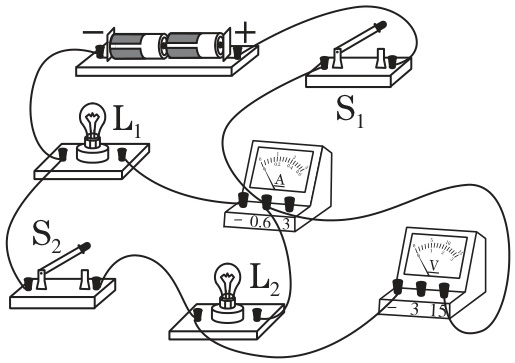 − +
S₁
L₁
A
− 0.6 3
S₂
L₂
V
− 3 15